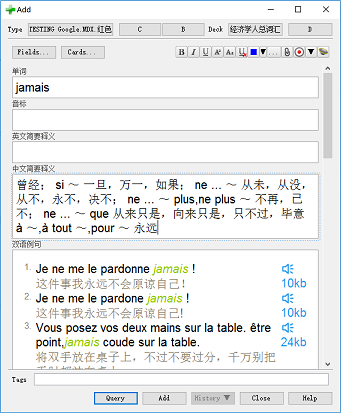 Add
Type TESTING Google.MDX.红色 C B Deck 经济学人总词汇 D
Fields... Cards... B I U
单词
jamais
音标
英文简要释义
中文简要释义
曾经； si ～ 一旦，万一，如果； ne ... ～ 从未，从没，
从不，永不，决不； ne ... ～ plus,ne plus ～ 不再，已
不； ne ... ～ que 从来只是，向来只是，只不过，毕意
à ～,à tout ～,pour ～ 永远
双语例句
1. Je ne me le pardonne jamais !
这件事我永远不会原谅自己! 10kb
2. Je ne me le pardonne jamais !
这件事我永远不会原谅自己! 10kb
3. Vous posez vos deux mains sur la table. être
point,jamais coude sur la table. 24kb
将双手放在桌子上，不过不要过分，千万别把
Tags
Query Add History ▼ Close Help